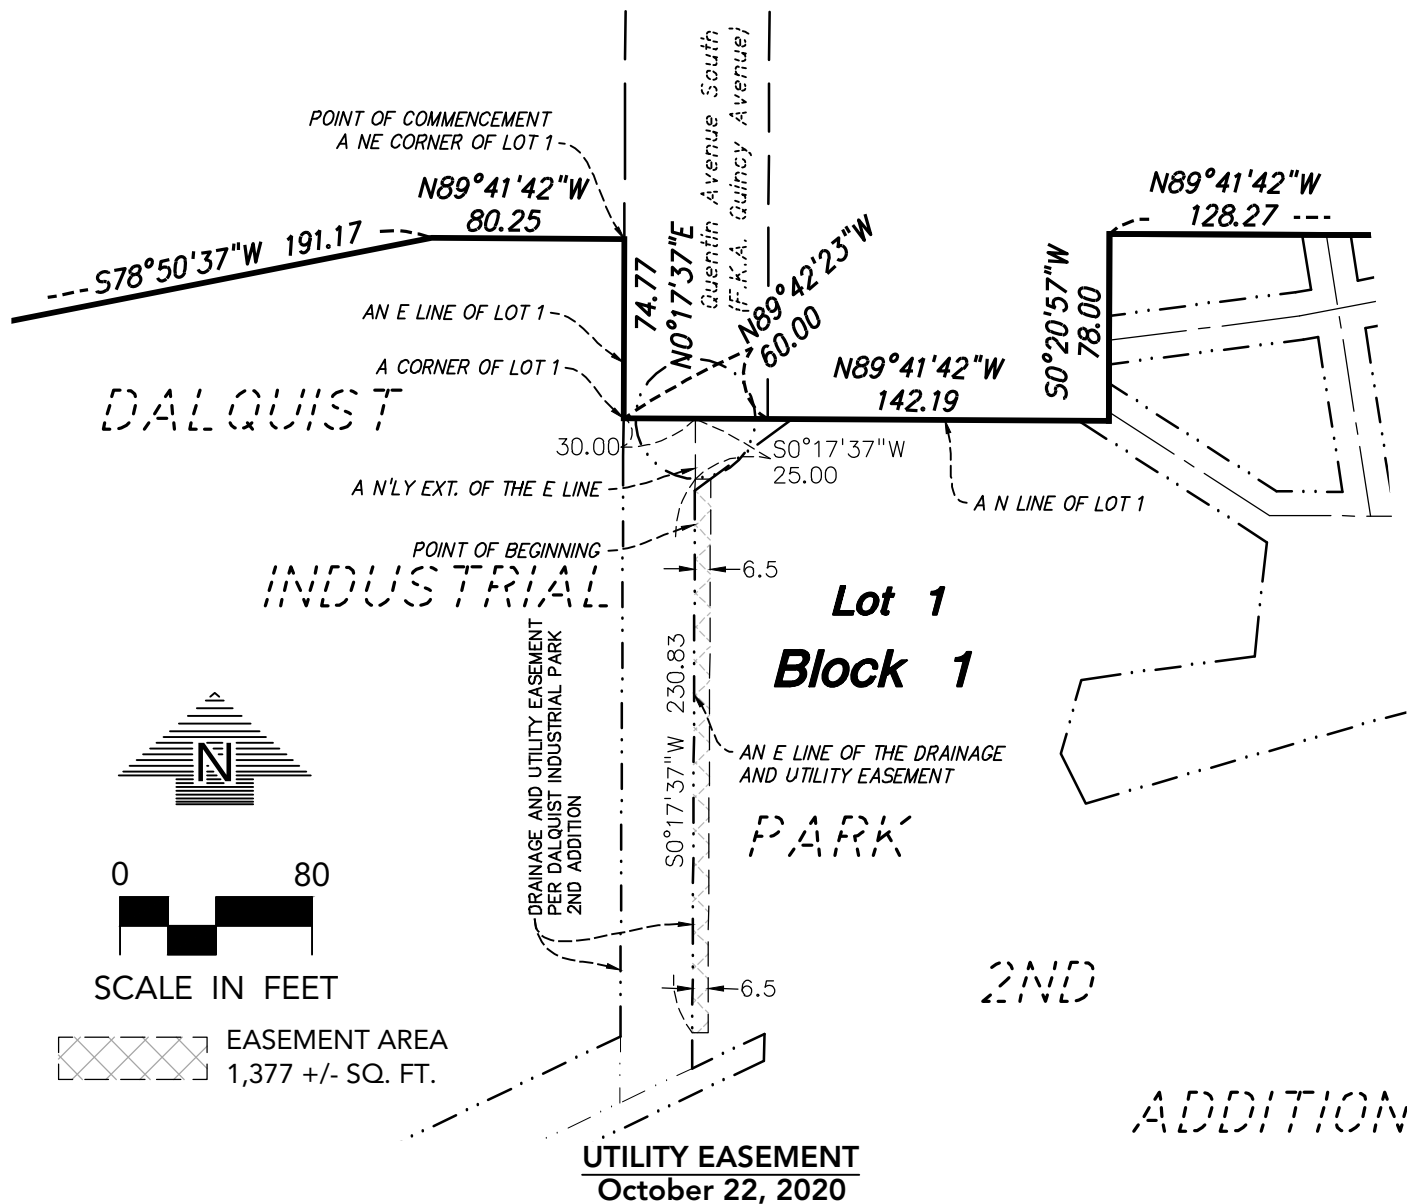 Quentin Avenue South
(F.K.A. Quincy Avenue)
POINT OF COMMENCEMENT
A NE CORNER OF LOT 1
N89°41'42"W
80.25
N89°41'42"W
128.27
S78°50'37"W 191.17
74.77
N0°17'37"E
N89°42'23"W
60.00
S0°20'57"W
78.00
AN E LINE OF LOT 1
A CORNER OF LOT 1
N89°41'42"W
142.19
DALQUIST
30.00
S0°17'37"W
25.00
A N'LY EXT. OF THE E LINE
A N LINE OF LOT 1
POINT OF BEGINNING
6.5
INDUSTRIAL
Lot 1
Block 1
DRAINAGE AND UTILITY EASEMENT
PER DALQUIST INDUSTRIAL PARK
2ND ADDITION
S0°17'37"W 230.83
AN E LINE OF THE DRAINAGE
AND UTILITY EASEMENT
N
PARK
0 80
SCALE IN FEET
2ND
6.5
EASEMENT AREA
1,377 +/- SQ. FT.
ADDITION
UTILITY EASEMENT
October 22, 2020